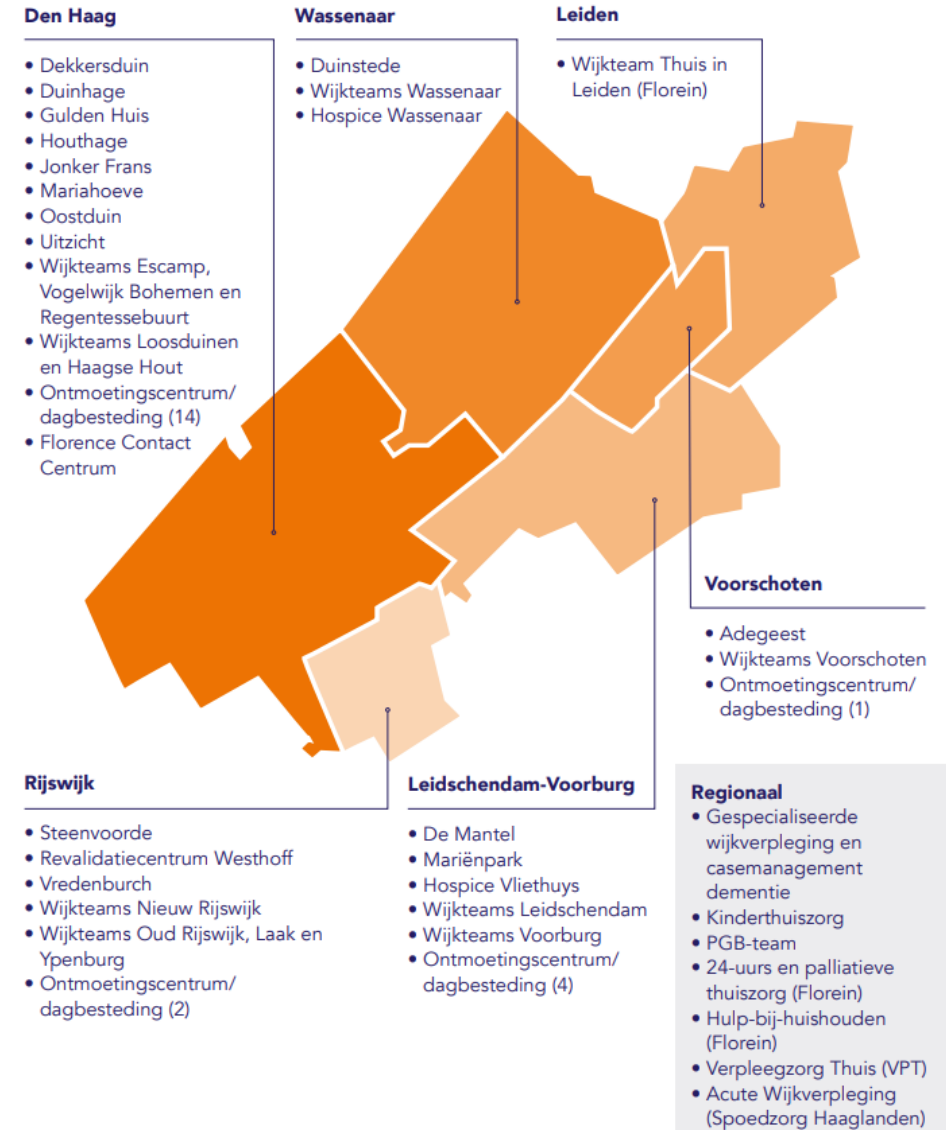 Den Haag
• Dekkersduin
• Duinhage
• Gulden Huis
• Houthage
• Jonker Frans
• Mariahoeve
• Oostduin
• Uitzicht
• Wijkteams Escamp,
Vogelwijk Bohemen en
Regentessebuurt
• Wijkteams Loosduinen
en Haagse Hout
• Ontmoetingscentrum/
dagbesteding (14)
• Florence Contact
Centrum
Wassenaar
• Duinstede
• Wijkteams Wassenaar
• Hospice Wassenaar
Leiden
• Wijkteam Thuis in
Leiden (Florein)
Voorschoten
• Adegeest
• Wijkteams Voorschoten
• Ontmoetingscentrum/
dagbesteding (1)
Rijswijk
• Steenvoorde
• Revalidatiecentrum Westhoff
• Vredenburch
• Wijkteams Nieuw Rijswijk
• Wijkteams Oud Rijswijk, Laak en
Ypenburg
• Ontmoetingscentrum/
dagbesteding (2)
Leidschendam-Voorburg
• De Mantel
• Mariënpark
• Hospice Vliethuys
• Wijkteams Leidschendam
• Wijkteams Voorburg
• Ontmoetingscentrum/
dagbesteding (4)
Regionaal
• Gespecialiseerde
wijkverpleging en
casemanagement
dementie
• Kinderthuiszorg
• PGB-team
• 24-uurs en palliatieve
thuiszorg (Florein)
• Hulp-bij-huishouden
(Florein)
• Verpleegzorg Thuis (VPT)
• Acute Wijkverpleging
(Spoedzorg Haaglanden)